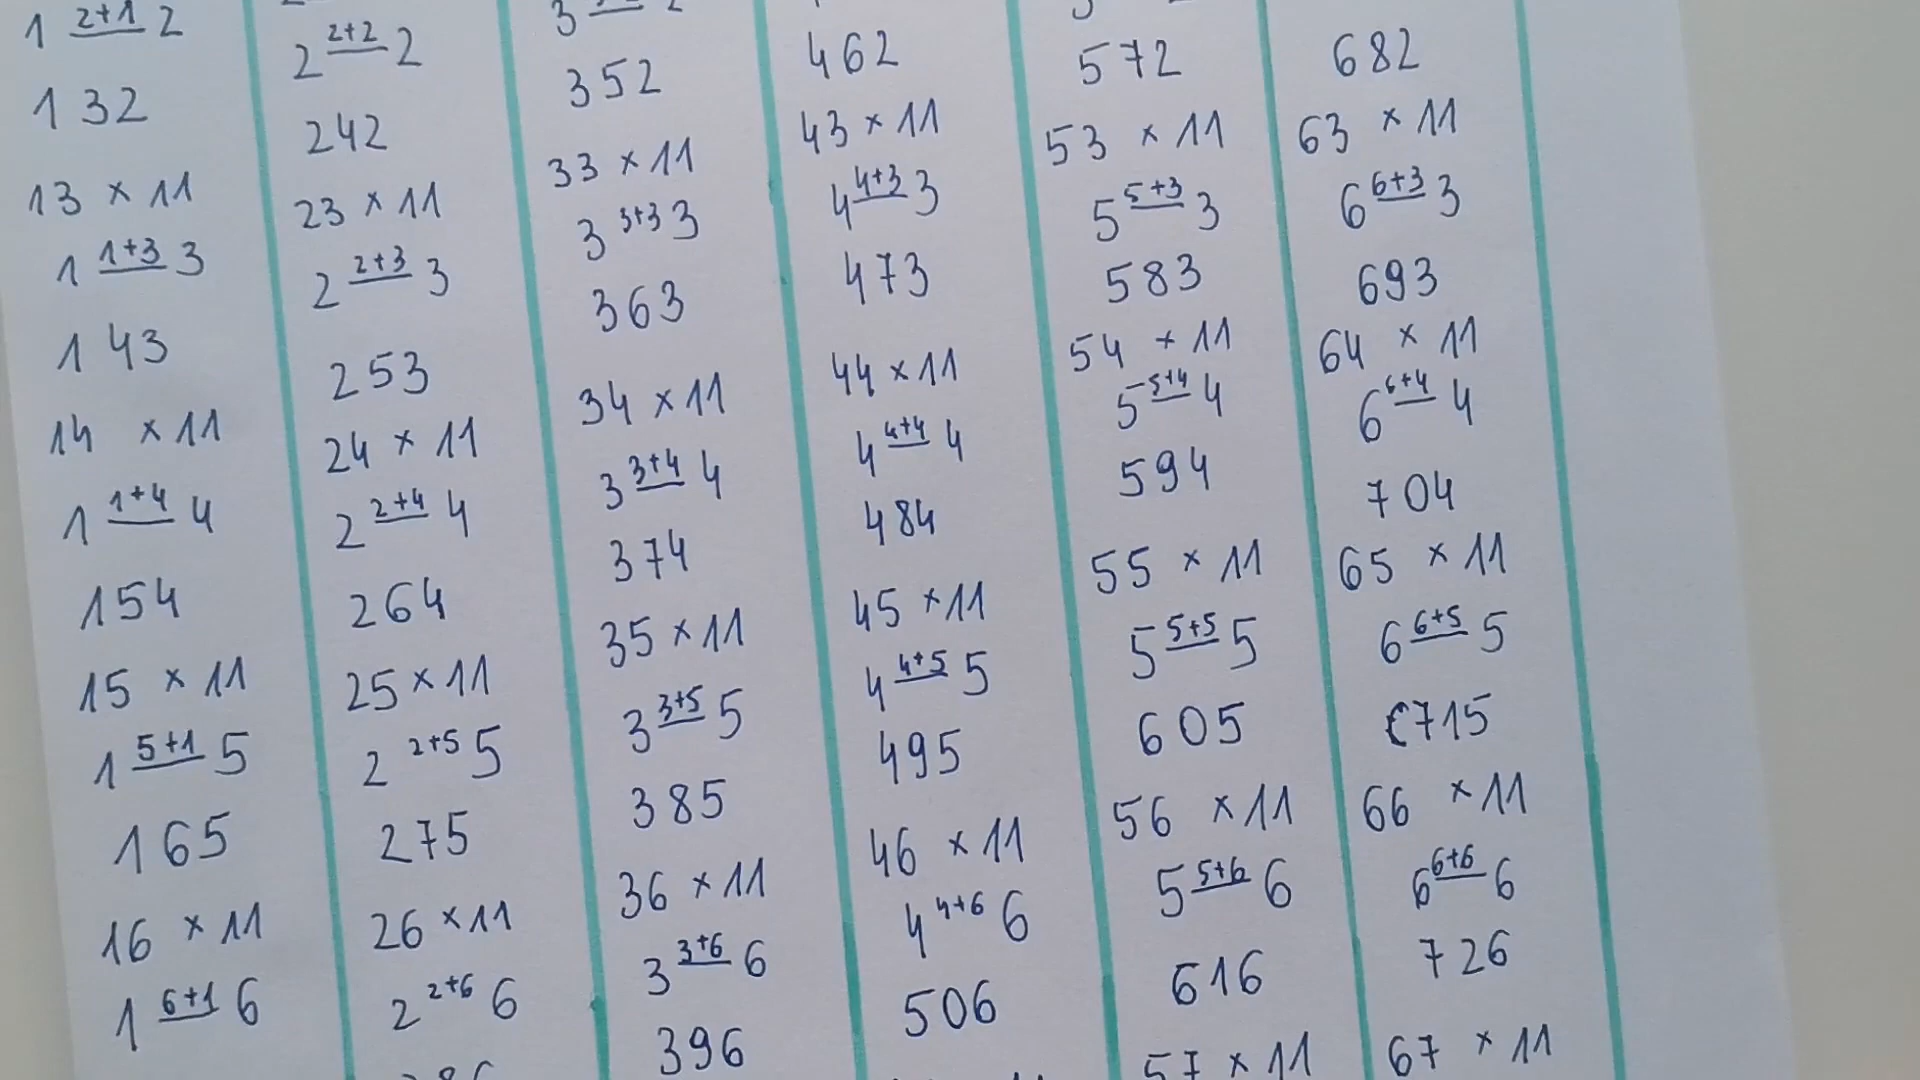 1 2+1 2
132
13 × 11
1 1+3 3
143
14 × 11
1 1+4 4
154
15 × 11
1 5+1 5
165
16 × 11
1 6+1 6
2 2+2 2
242
23 × 11
2 2+3 3
253
24 × 11
2 2+4 4
264
25 × 11
2 2+5 5
275
26 × 11
2 2+6 6
352
33 × 11
3 3+3 3
363
34 × 11
3 3+4 4
374
35 × 11
3 3+5 5
385
36 × 11
3 3+6 6
396
462
43 × 11
4 4+3 3
473
44 × 11
4 4+4 4
484
45 × 11
4 4+5 5
495
46 × 11
4 4+6 6
506
572
53 × 11
5 5+3 3
583
54 × 11
5 5+4 4
594
55 × 11
5 5+5 5
605
56 × 11
5 5+6 6
616
57 × 11
682
63 × 11
6 6+3 3
693
64 × 11
6 6+4 4
704
65 × 11
6 6+5 5
715
66 × 11
6 6+6 6
726
67 × 11